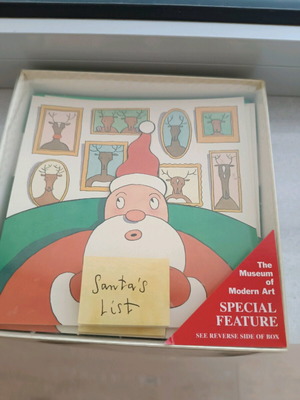 Santa's
List
The
Museum
of
Modern Art
SPECIAL
FEATURE
SEE REVERSE SIDE OF BOX